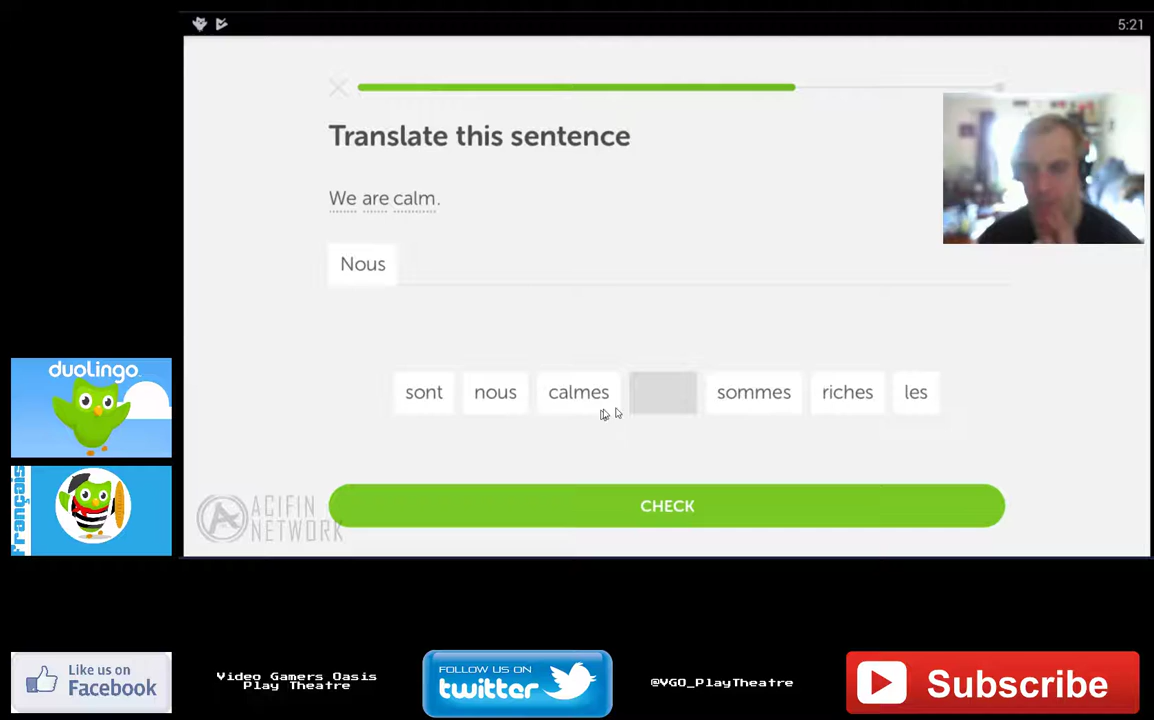 5:21
Translate this sentence
We are calm.
Nous
sont nous calmes sommes riches les
CHECK
ACIFIN
NETWORK
duolingo
Français
Like us on
Facebook
Video Gamers Oasis
Play Theatre
FOLLOW US ON
twitter
@VGO_PlayTheatre
Subscribe